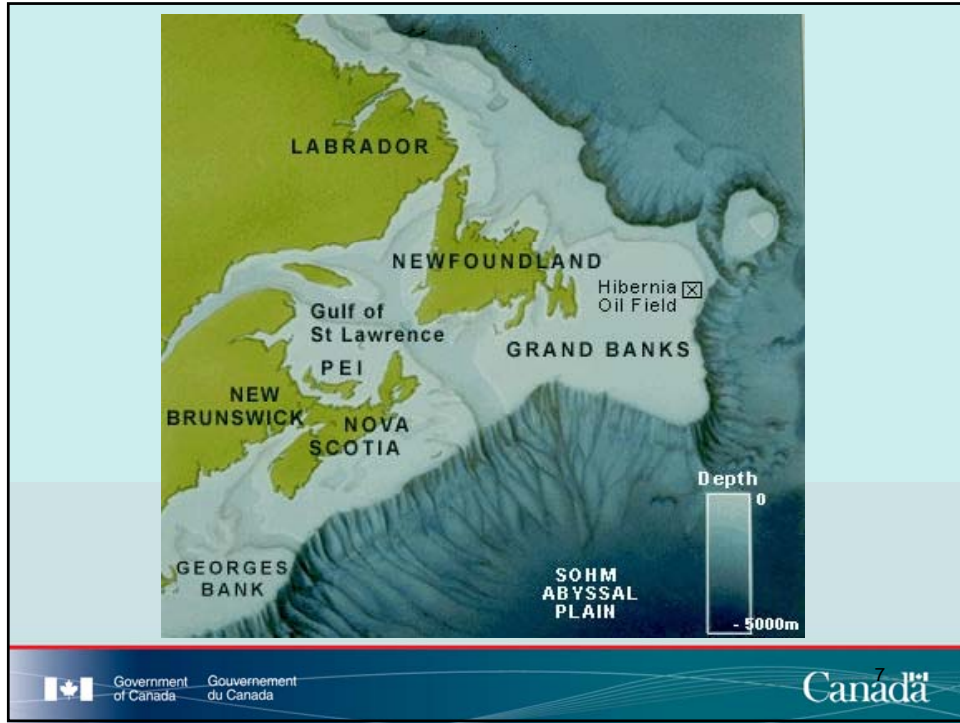 LABRADOR
NEWFOUNDLAND
Hibernia
Oil Field
Gulf of
St Lawrence
GRAND BANKS
PEI
NEW
BRUNSWICK
NOVA
SCOTIA
Depth
0
GEORGES
BANK
SOHM
ABYSSAL
PLAIN
- 5000m
Government
of Canada
Gouvernement
du Canada
7
Canada